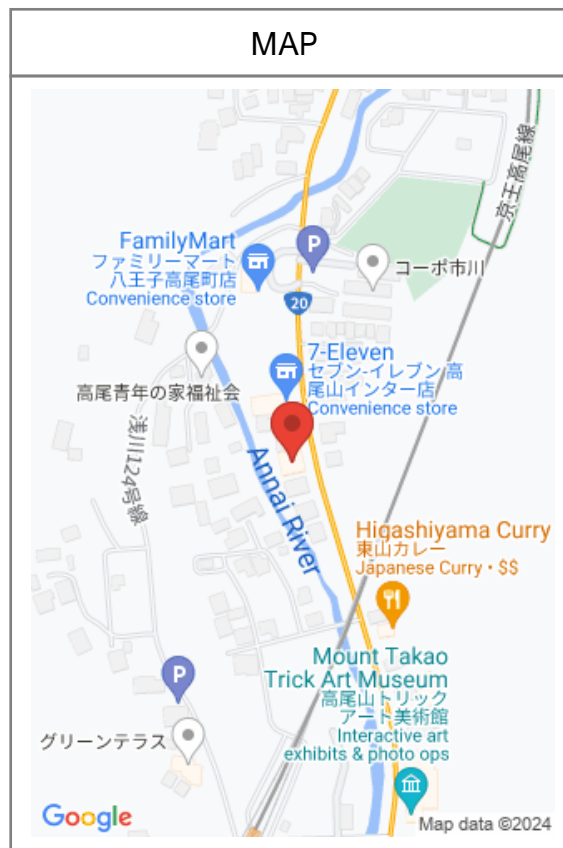 MAP
京王高尾線
FamilyMart
ファミリーマート
八王子高尾町店
Convenience store
P
コーポ市川
20
7-Eleven
セブン-イレブン 高
尾山インター店
Convenience store
高尾青年の家福祉会
浅川124号線
Annai River
Higashiyama Curry
東山カレー
Japanese Curry • $$
Mount Takao
Trick Art Museum
高尾山トリック
アート美術館
Interactive art
exhibits & photo ops
P
グリーンテラス
Google
Map data ©2024